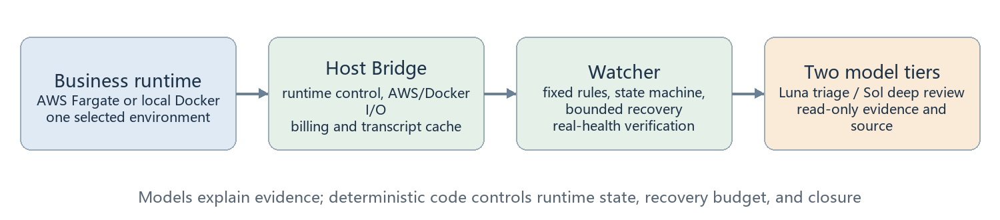 Business runtime
AWS Fargate or local Docker
one selected environment
Host Bridge
runtime control, AWS/Docker
I/O
billing and transcript cache
Watcher
fixed rules, state machine,
bounded recovery
real-health verification
Two model tiers
Luna triage / Sol deep review
read-only evidence and
source
Models explain evidence; deterministic code controls runtime state, recovery budget, and closure